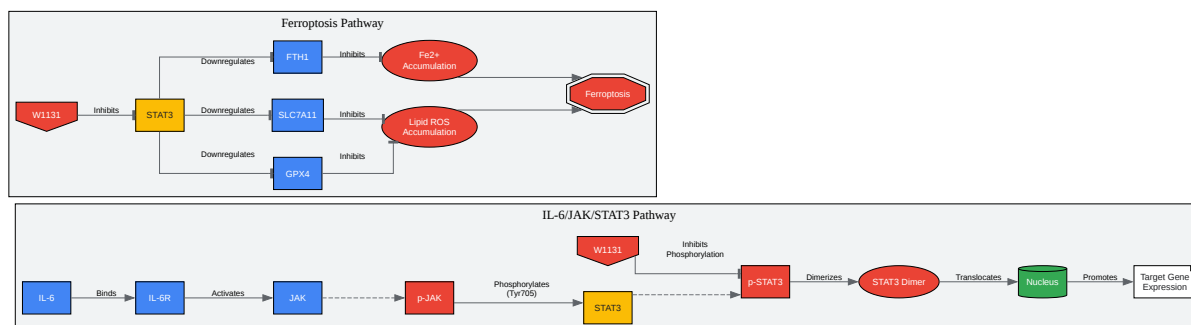 Ferroptosis Pathway
W1131
Inhibits
STAT3
Downregulates
FTH1
Inhibits
Fe2+
Accumulation
Downregulates
SLC7A11
Inhibits
Lipid ROS
Accumulation
Downregulates
GPX4
Inhibits
Ferroptosis
IL-6/JAK/STAT3 Pathway
W1131
Inhibits
Phosphorylation
IL-6
Binds
IL-6R
Activates
JAK
p-JAK
Phosphorylates
(Tyr705)
STAT3
p-STAT3
Dimerizes
STAT3 Dimer
Translocates
Nucleus
Promotes
Target Gene
Expression